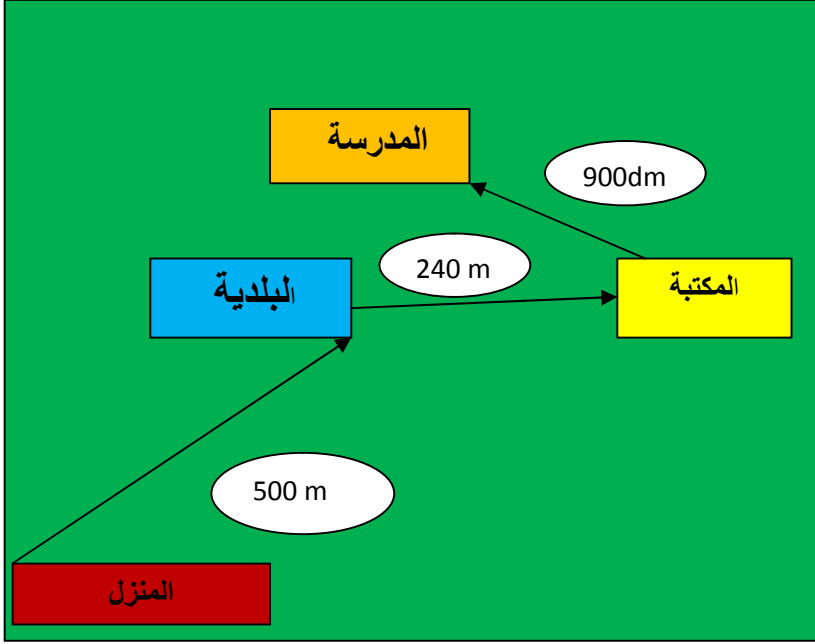 المدرسة
900dm
240 m
البلدية
المكتبة
500 m
المنزل